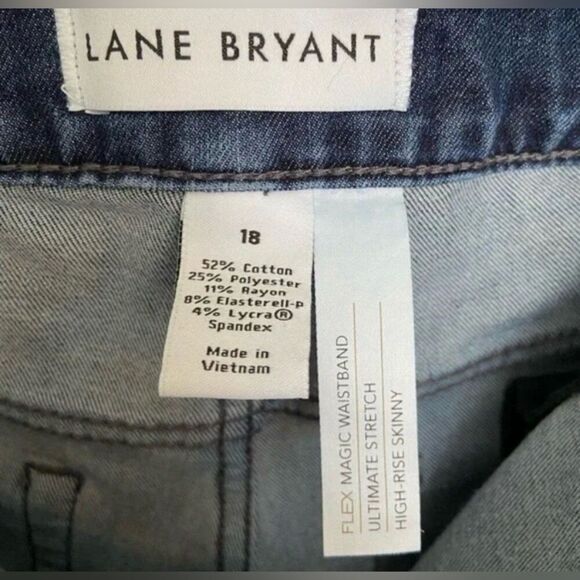 LANE BRYANT
18
52% Cotton
25% Polyester
11% Rayon
8% Elasterell-p
4% Lycra®
Spandex
Made in
Vietnam
FLEX MAGIC WAISTBAND
ULTIMATE STRETCH
HIGH-RISE SKINNY